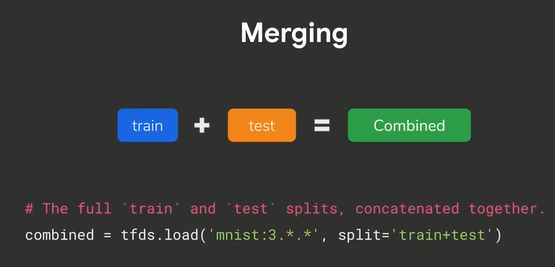 Merging
train + test = Combined
# The full `train` and `test` splits, concatenated together.
combined = tfds.load('mnist:3.*.*', split='train+test')